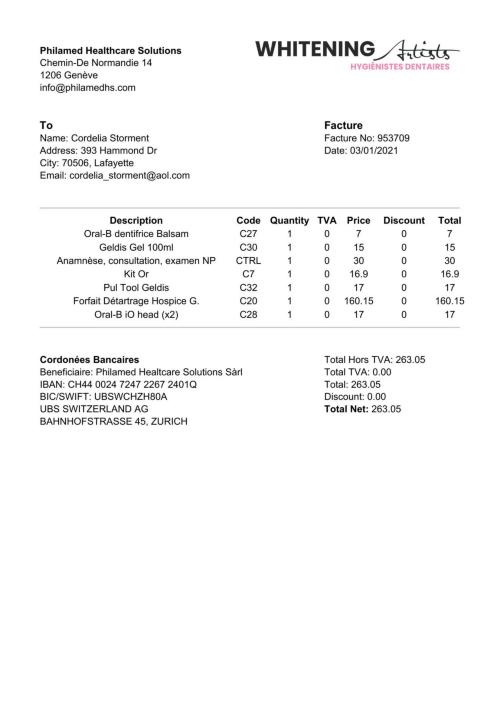 WHITENING Artists
HYGIÉNISTES DENTAIRES
Philamed Healthcare Solutions
Chemin-De Normandie 14
1206 Genève
info@philamedhs.com
To
Name: Cordelia Storment
Address: 393 Hammond Dr
City: 70506, Lafayette
Email: cordelia_storment@aol.com
Facture
Facture No: 953709
Date: 03/01/2021
Description Code Quantity TVA Price Discount Total
Oral-B dentifrice Balsam C27 1 0 7 0 7
Geldis Gel 100ml C30 1 0 15 0 15
Anamnèse, consultation, examen NP CTRL 1 0 30 0 30
Kit Or C7 1 0 16.9 0 16.9
Pul Tool Geldis C32 1 0 17 0 17
Forfait Détartrage Hospice G. C20 1 0 160.15 0 160.15
Oral-B iO head (x2) C28 1 0 17 0 17
Cordonées Bancaires
Beneficiaire: Philamed Healtcare Solutions Sàrl
IBAN: CH44 0024 7247 2267 2401Q
BIC/SWIFT: UBSWCHZH80A
UBS SWITZERLAND AG
BAHNHOFSTRASSE 45, ZURICH
Total Hors TVA: 263.05
Total TVA: 0.00
Total: 263.05
Discount: 0.00
Total Net: 263.05